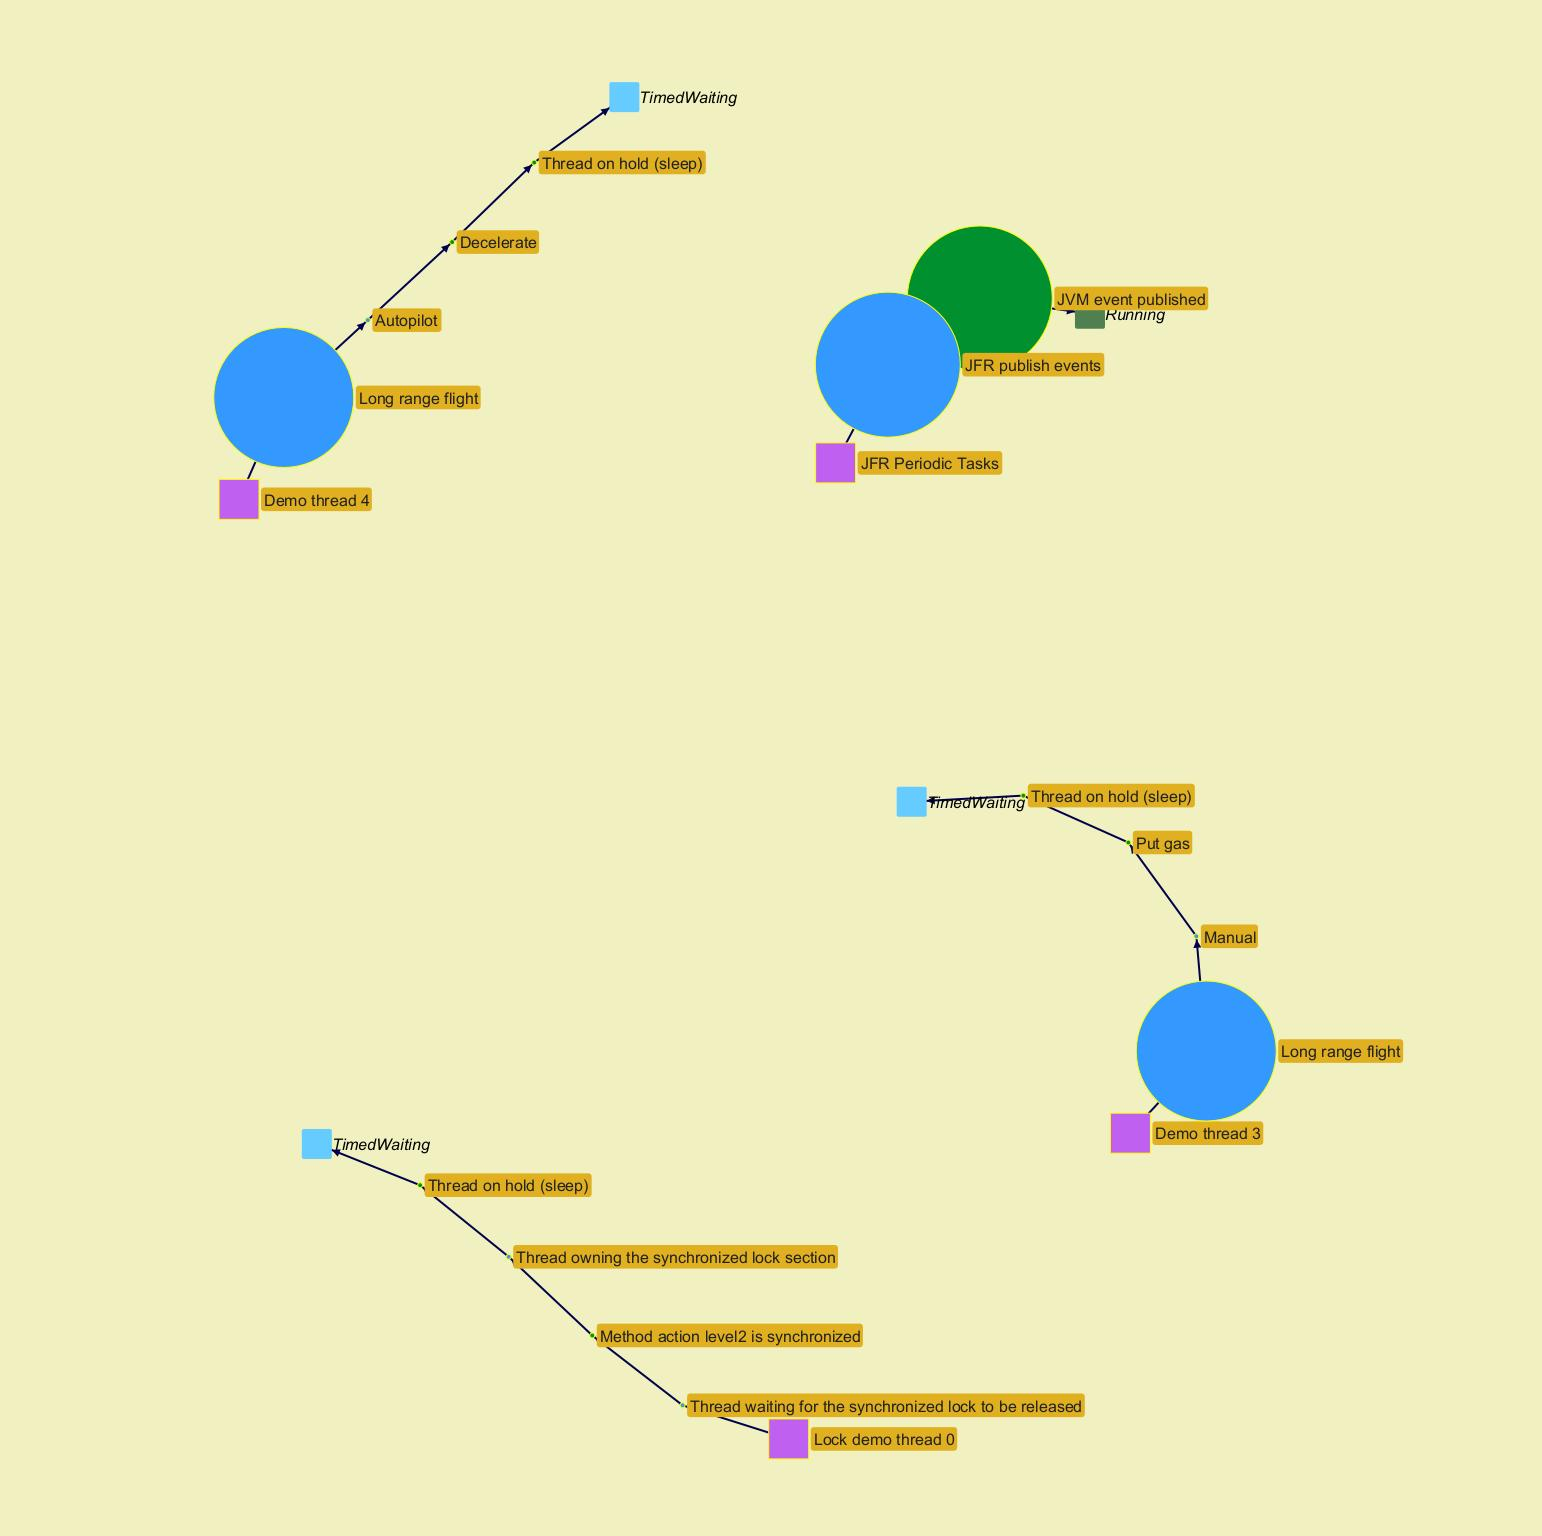 TimedWaiting
Thread on hold (sleep)
Decelerate
Autopilot
Long range flight
Demo thread 4
JVM event published
Running
JFR publish events
JFR Periodic Tasks
TimedWaiting
Thread on hold (sleep)
Put gas
Manual
Long range flight
Demo thread 3
TimedWaiting
Thread on hold (sleep)
Thread owning the synchronized lock section
Method action level2 is synchronized
Thread waiting for the synchronized lock to be released
Lock demo thread 0